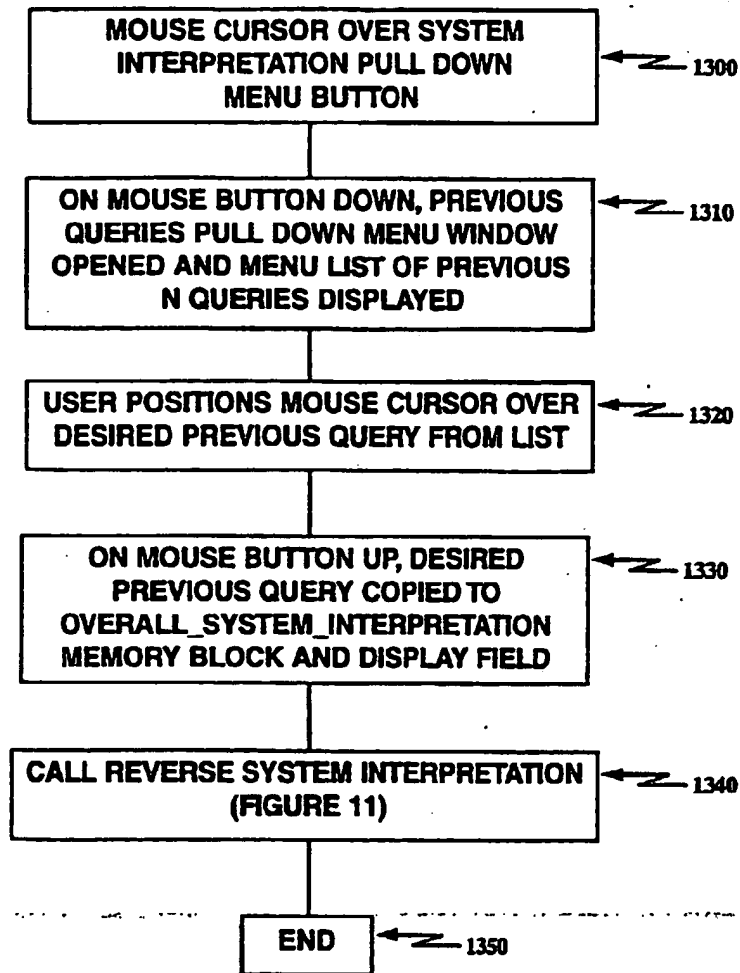 MOUSE CURSOR OVER SYSTEM
INTERPRETATION PULL DOWN
MENU BUTTON
1300
ON MOUSE BUTTON DOWN, PREVIOUS
QUERIES PULL DOWN MENU WINDOW
OPENED AND MENU LIST OF PREVIOUS
N QUERIES DISPLAYED
1310
USER POSITIONS MOUSE CURSOR OVER
DESIRED PREVIOUS QUERY FROM LIST
1320
ON MOUSE BUTTON UP, DESIRED
PREVIOUS QUERY COPIED TO
OVERALL_SYSTEM_INTERPRETATION
MEMORY BLOCK AND DISPLAY FIELD
1330
CALL REVERSE SYSTEM INTERPRETATION
(FIGURE 11)
1340
END
1350